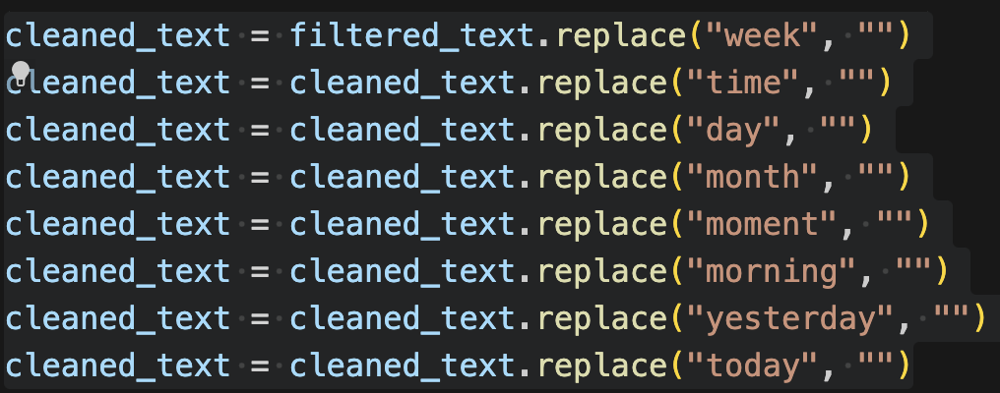 cleaned_text = filtered_text.replace("week", "")
cleaned_text = cleaned_text.replace("time", "")
cleaned_text = cleaned_text.replace("day", "")
cleaned_text = cleaned_text.replace("month", "")
cleaned_text = cleaned_text.replace("moment", "")
cleaned_text = cleaned_text.replace("morning", "")
cleaned_text = cleaned_text.replace("yesterday", "")
cleaned_text = cleaned_text.replace("today", "")